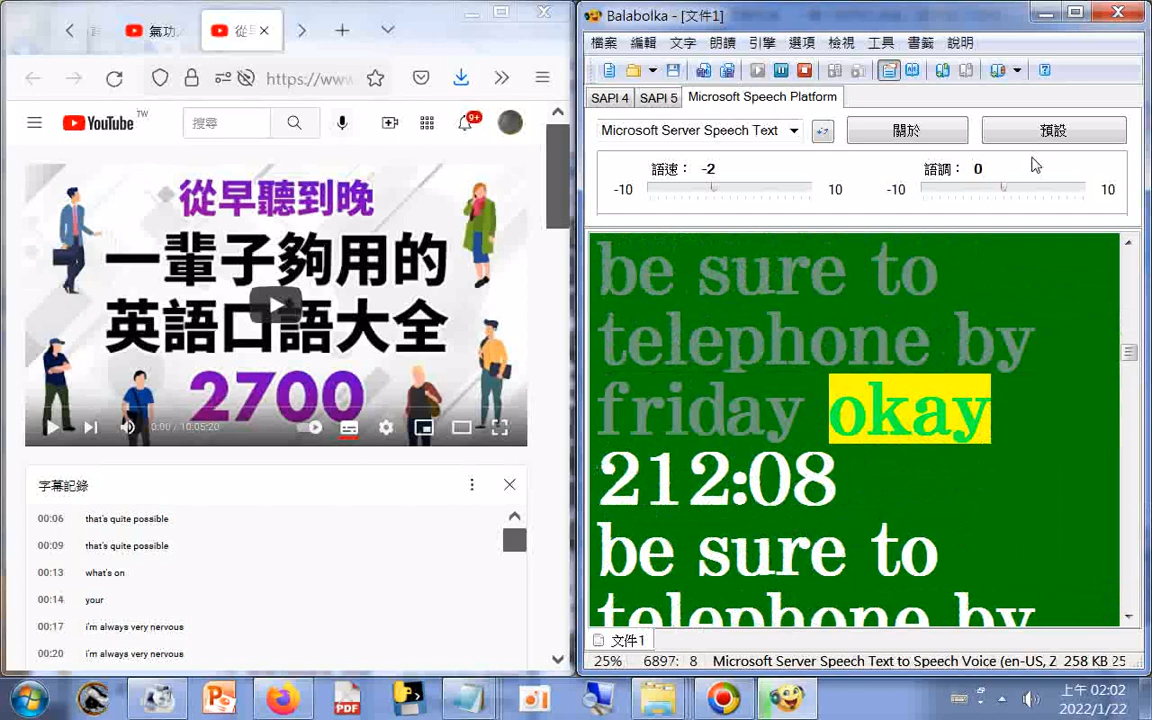 氣功
從
https://www
YouTube TW
搜尋
9+
從早聽到晚
一輩子夠用的
英語口語大全
2700
0:00 / 10:05:20
字幕記錄
00:06 that's quite possible
00:09 that's quite possible
00:13 what's on
00:14 your
00:17 i'm always very nervous
00:20 i'm always very nervous
Balabolka - [文件1]
檔案 編輯 文字 朗讀 引擎 選項 檢視 工具 書籤 說明
SAPI 4 SAPI 5 Microsoft Speech Platform
Microsoft Server Speech Text 關於 預設
語速： -2 語調： 0
-10 10 -10 10
be sure to
telephone by
friday okay
212:08
be sure to
telephone by
文件1
25% 6897: 8 Microsoft Server Speech Text to Speech Voice (en-US, Z 258 KB 25
PDF
上午 02:02
2022/1/22